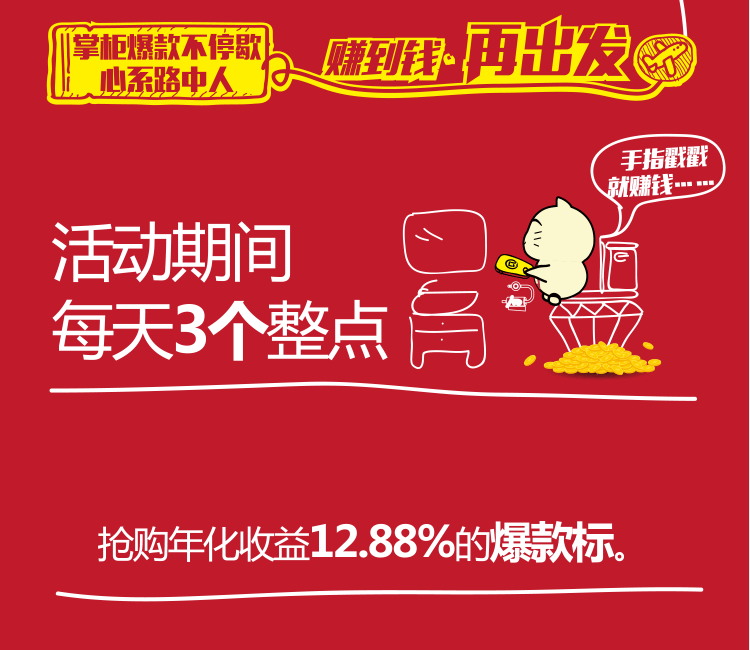 掌柜爆款不停歇
心系路中人
赚到钱·再出发
手指戳戳
就赚钱……
活动期间
每天3个整点
抢购年化收益12.88%的爆款标。